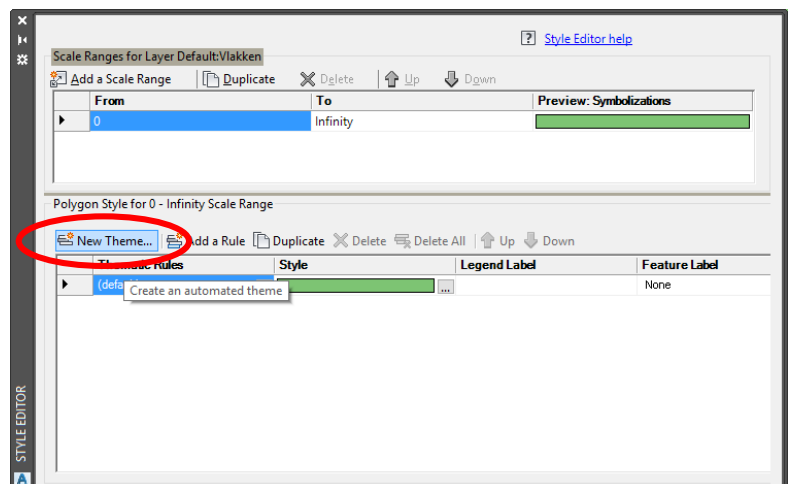 ? Style Editor help
Scale Ranges for Layer Default:Vlakken
Add a Scale Range Duplicate Delete Up Down
From To Preview: Symbolizations
0 Infinity
Polygon Style for 0 - Infinity Scale Range
New Theme... Add a Rule Duplicate Delete Delete All Up Down
Thematic Rules Style Legend Label Feature Label
(defa ... None
Create an automated theme
STYLE EDITOR
A